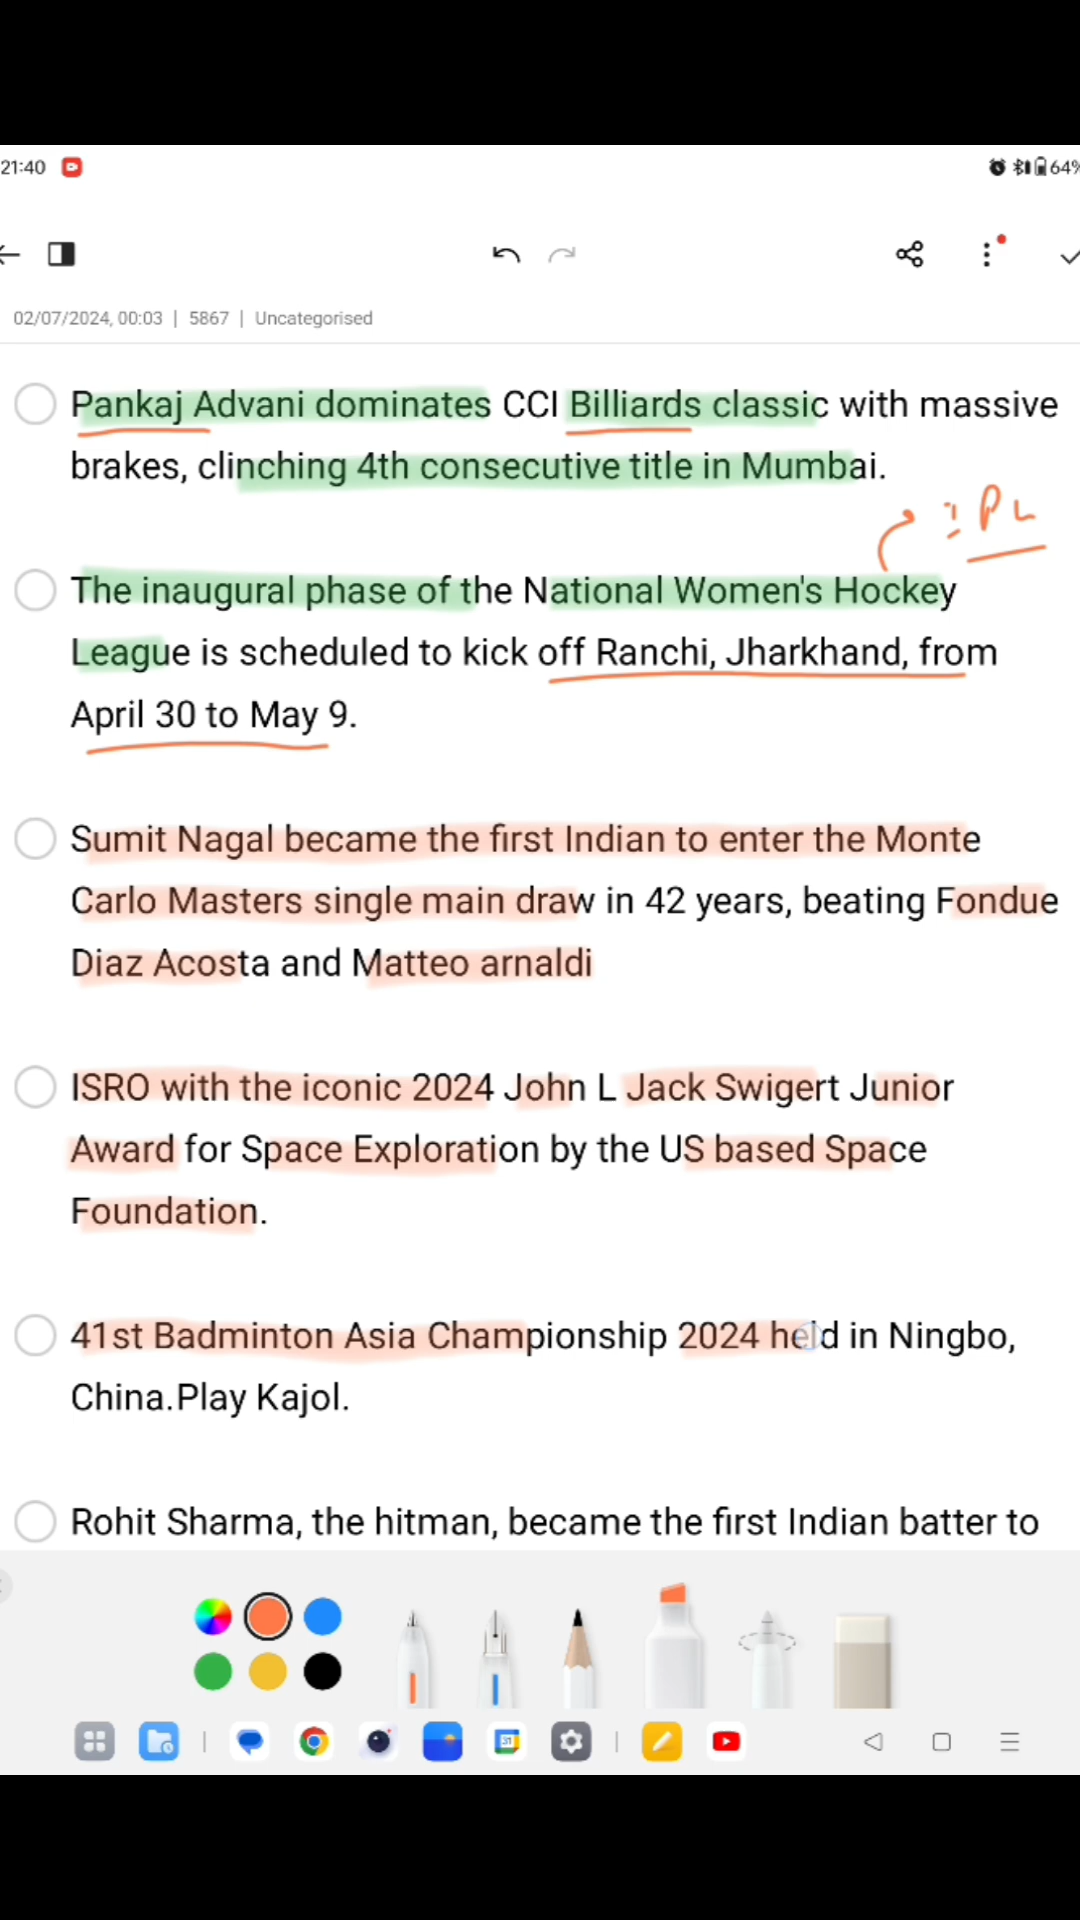 21:40
64%
02/07/2024, 00:03 | 5867 | Uncategorised
Pankaj Advani dominates CCI Billiards classic with massive
brakes, clinching 4th consecutive title in Mumbai.
IPL
The inaugural phase of the National Women's Hockey
League is scheduled to kick off Ranchi, Jharkhand, from
April 30 to May 9.
Sumit Nagal became the first Indian to enter the Monte
Carlo Masters single main draw in 42 years, beating Fondue
Diaz Acosta and Matteo arnaldi
ISRO with the iconic 2024 John L Jack Swigert Junior
Award for Space Exploration by the US based Space
Foundation.
41st Badminton Asia Championship 2024 held in Ningbo,
China.Play Kajol.
Rohit Sharma, the hitman, became the first Indian batter to
31